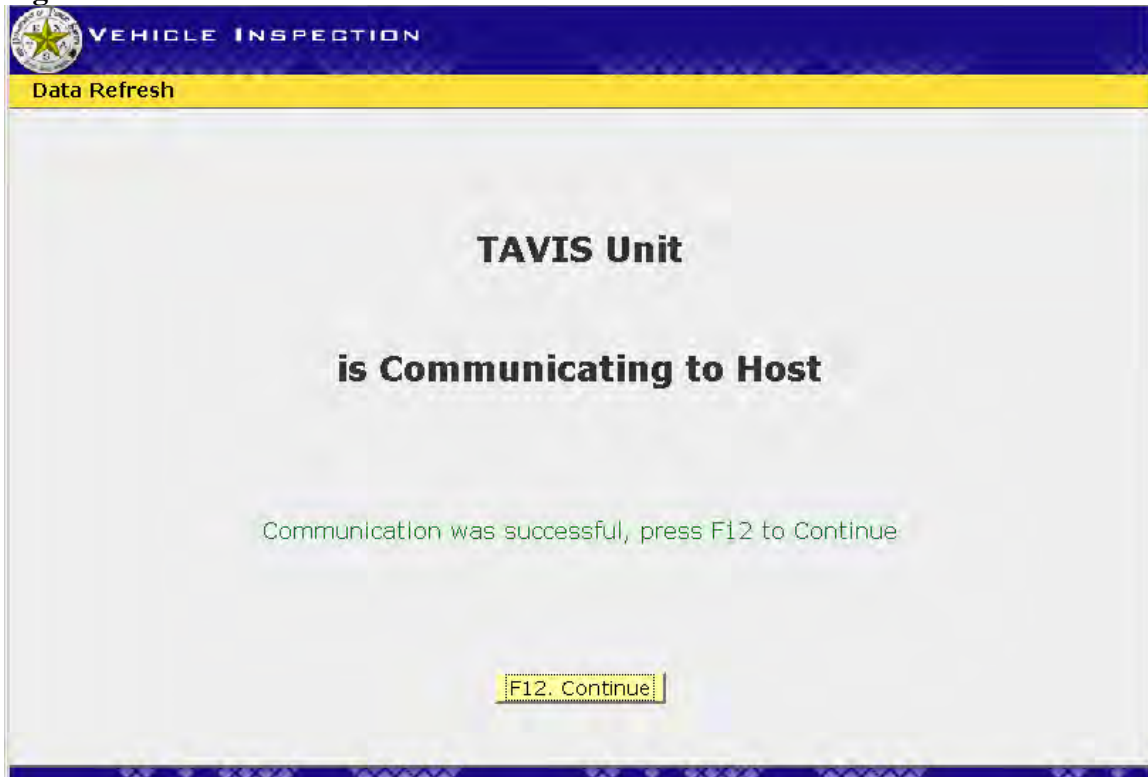 VEHICLE INSPECTION
Data Refresh
TAVIS Unit
is Communicating to Host
Communication was successful, press F12 to Continue
F12. Continue